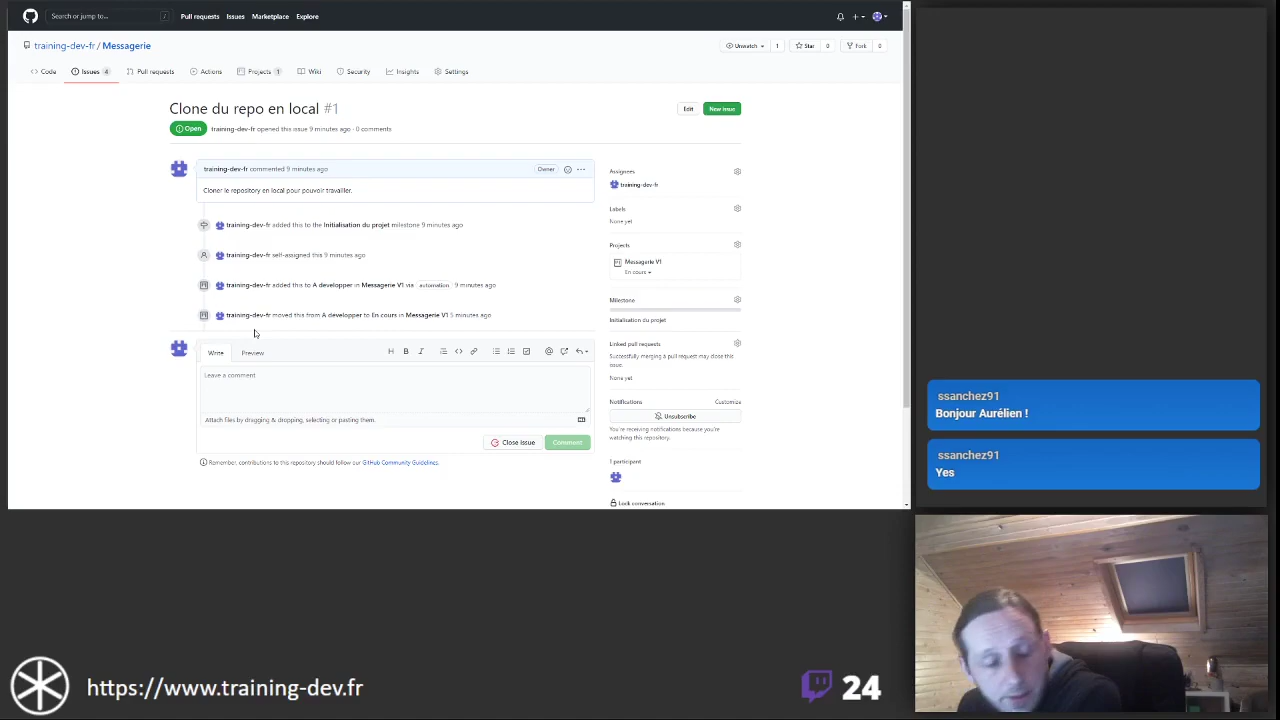 Search or jump to...
/
Pull requests
Issues
Marketplace
Explore
training-dev-fr / Messagerie
Unwatch
1
Star
0
Fork
0
Code
Issues 4
Pull requests
Actions
Projects 1
Wiki
Security
Insights
Settings
Clone du repo en local #1
Edit
New issue
Open
training-dev-fr opened this issue 9 minutes ago · 0 comments
training-dev-fr commented 9 minutes ago
Owner
Cloner le repository en local pour pouvoir travailler.
training-dev-fr added this to the Initialisation du projet milestone 9 minutes ago
training-dev-fr self-assigned this 9 minutes ago
training-dev-fr added this to A developper in Messagerie V1 via automation 9 minutes ago
training-dev-fr moved this from A developper to En cours in Messagerie V1 5 minutes ago
Write
Preview
H B I
Leave a comment
Attach files by dragging & dropping, selecting or pasting them.
Close issue
Comment
Remember, contributions to this repository should follow our GitHub Community Guidelines.
Assignees
training-dev-fr
Labels
None yet
Projects
Messagerie V1
En cours
Milestone
Initialisation du projet
Linked pull requests
Successfully merging a pull request may close this
issue.
None yet
Notifications
Customize
Unsubscribe
You're receiving notifications because you're
watching this repository.
1 participant
Lock conversation
ssanchez91
Bonjour Aurélien !
ssanchez91
Yes
https://www.training-dev.fr
24